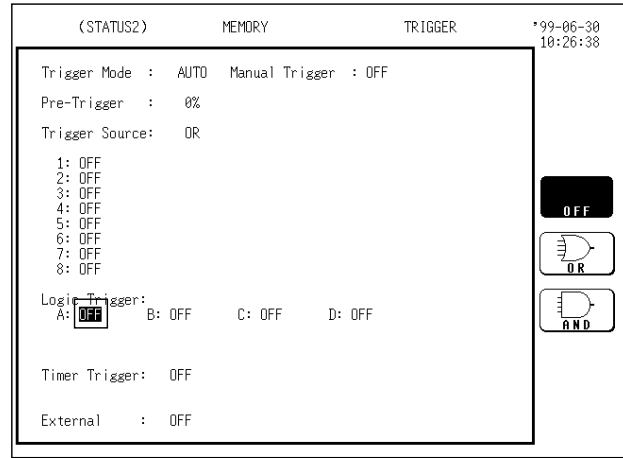 (STATUS2) MEMORY TRIGGER '99-06-30
10:26:38
Trigger Mode : AUTO Manual Trigger : OFF
Pre-Trigger : 0%
Trigger Source: OR
1: OFF
2: OFF
3: OFF
4: OFF
5: OFF
6: OFF
7: OFF
8: OFF
Logic Trigger:
A: OFF B: OFF C: OFF D: OFF
Timer Trigger: OFF
External : OFF
OFF
OR
AND